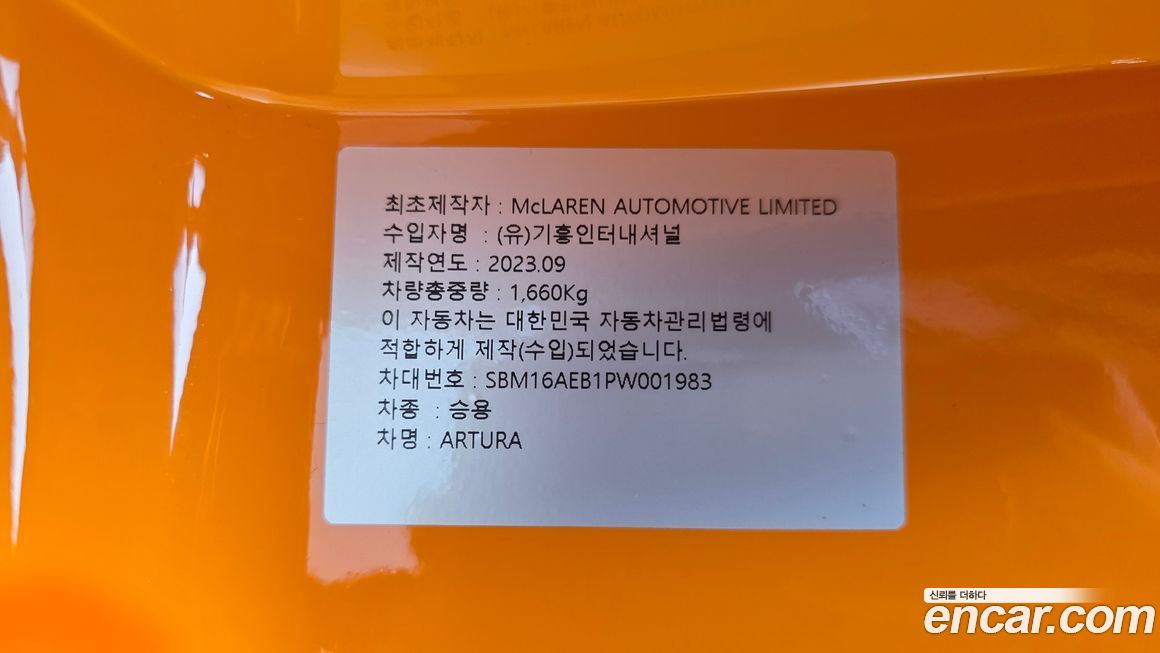 최초제작자 : McLAREN AUTOMOTIVE LIMITED
수입자명 : (유)기흥인터내셔널
제작연도 : 2023.09
차량총중량 : 1,660Kg
이 자동차는 대한민국 자동차관리법령에
적합하게 제작(수입)되었습니다.
차대번호 : SBM16AEB1PW001983
차종 : 승용
차명 : ARTURA
신뢰를 더하다
encar.com